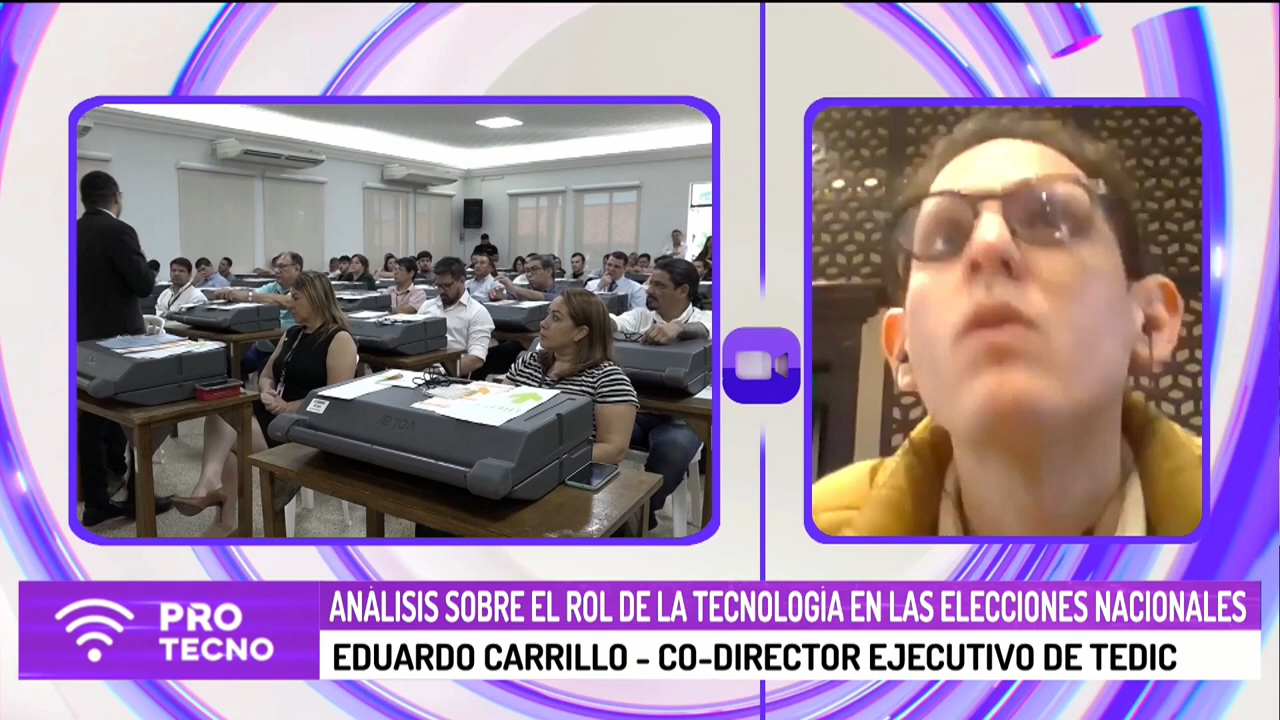 PRO
TECNO
ANÁLISIS SOBRE EL ROL DE LA TECNOLOGÍA EN LAS ELECCIONES NACIONALES
EDUARDO CARRILLO - CO-DIRECTOR EJECUTIVO DE TEDIC